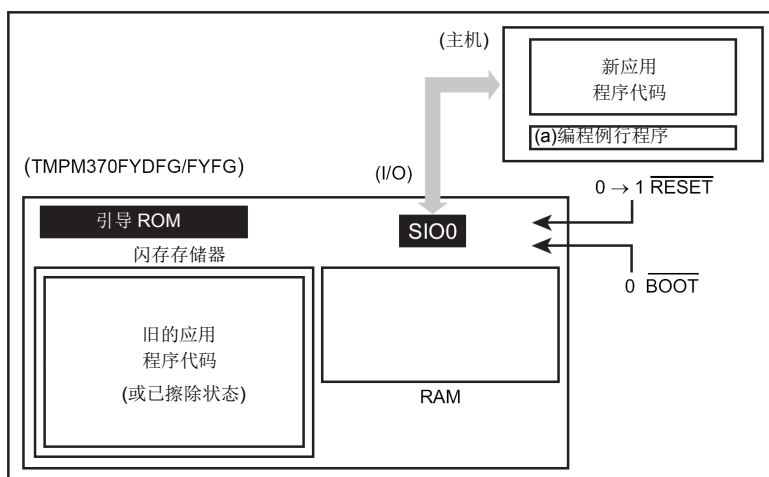 (主机)
新应用
程序代码
(a)编程例行程序
(TMPM370FYDFG/FYFG)
(I/O)
0 → 1 RESET
引导 ROM
SIO0
闪存存储器
0 BOOT
旧的应用
程序代码
(或已擦除状态)
RAM